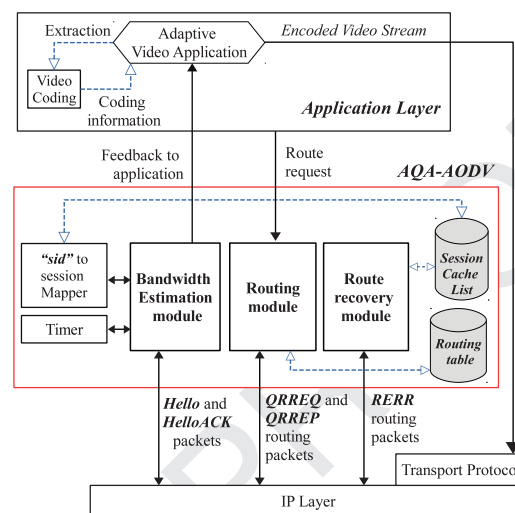 Extraction
Adaptive
Video Application
Encoded Video Stream
Video
Coding
Coding
information
Application Layer
Feedback to
application
Route
request
AQA-AODV
“sid” to
session
Mapper
Timer
Bandwidth
Estimation
module
Routing
module
Route
recovery
module
Session
Cache
List
Routing
table
Hello and
HelloACK
packets
QRREQ and
QRREP
routing
packets
RERR
routing
packets
Transport Protoco
IP Layer